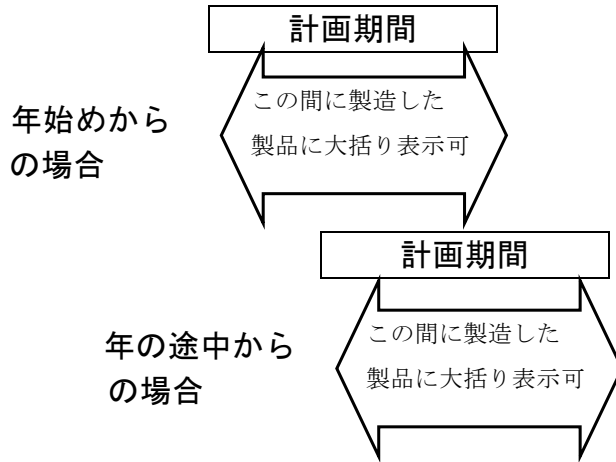 計画期間
年始めから
の場合
この間に製造した
製品に大括り表示可
計画期間
年の途中から
の場合
この間に製造した
製品に大括り表示可